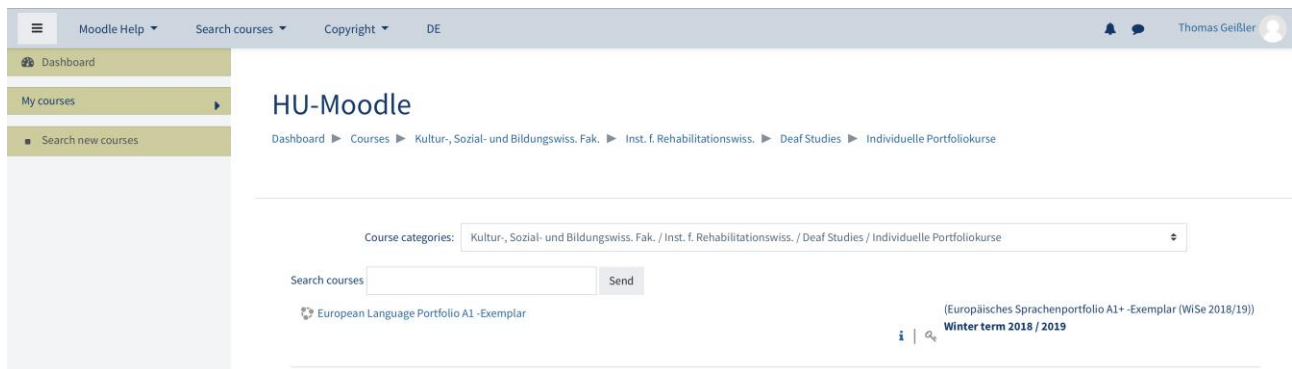 Moodle Help Search courses Copyright DE Thomas Geißler
Dashboard
My courses
Search new courses
HU-Moodle
Dashboard ▶ Courses ▶ Kultur-, Sozial- und Bildungswiss. Fak. ▶ Inst. f. Rehabilitationswiss. ▶ Deaf Studies ▶ Individuelle Portfoliokurse
Course categories: Kultur-, Sozial- und Bildungswiss. Fak. / Inst. f. Rehabilitationswiss. / Deaf Studies / Individuelle Portfoliokurse
Search courses Send
European Language Portfolio A1 -Exemplar
(Europäisches Sprachenportfolio A1+ -Exemplar (WiSe 2018/19))
Winter term 2018 / 2019